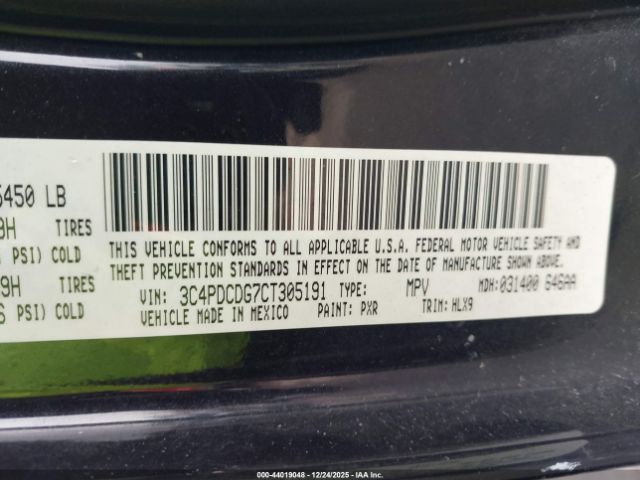 5450 LB
9H TIRES
PSI) COLD
9H TIRES
PSI) COLD
THIS VEHICLE CONFORMS TO ALL APPLICABLE U.S.A. FEDERAL MOTOR VEHICLE SAFETY AND
THEFT PREVENTION STANDARDS IN EFFECT ON THE DATE OF MANUFACTURE SHOWN ABOVE.
VIN: 3C4PDCDG7CT305191 TYPE: MPV MDH:031400 646AA
VEHICLE MADE IN MEXICO PAINT: PXR TRIM: HLX9
000-44019048 - 12/24/2025 - IAA Inc.